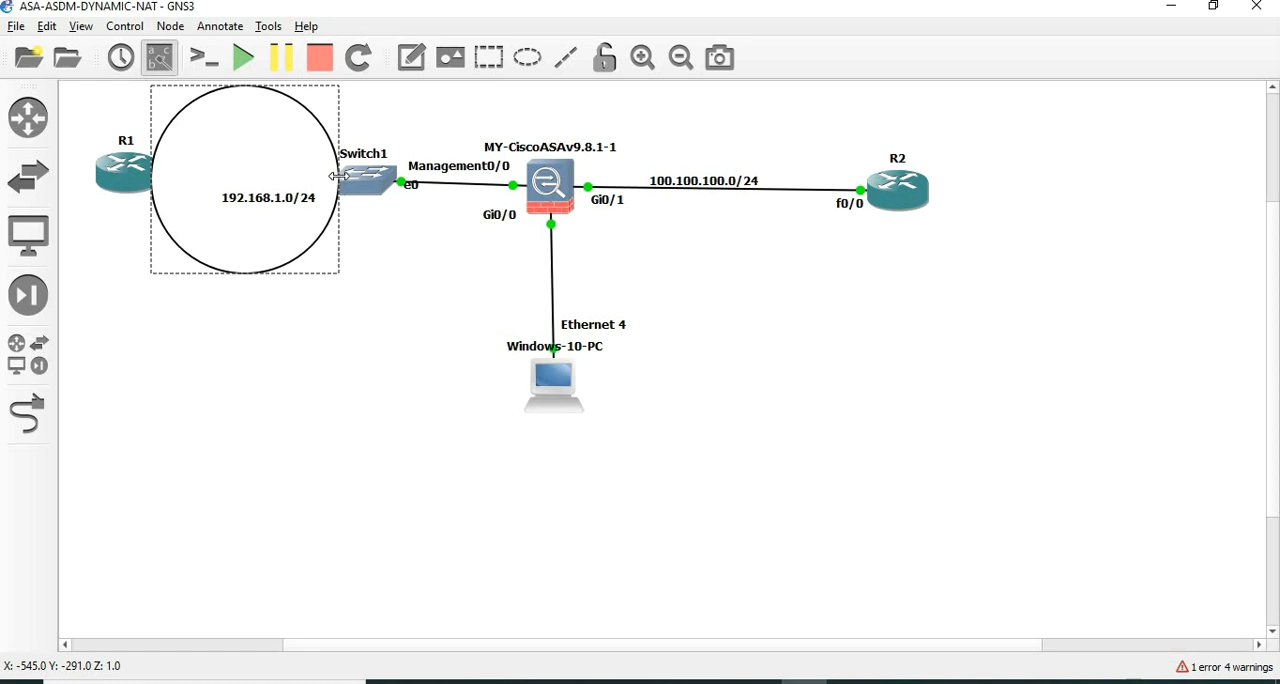 ASA-ASDM-DYNAMIC-NAT - GNS3
File Edit View Control Node Annotate Tools Help
R1
Switch1
MY-CiscoASAv9.8.1-1
R2
Management0/0
e0
192.168.1.0/24
100.100.100.0/24
Gi0/1
f0/0
Gi0/0
Ethernet 4
Windows-10-PC
X: -545.0 Y: -291.0 Z: 1.0
1 error 4 warnings